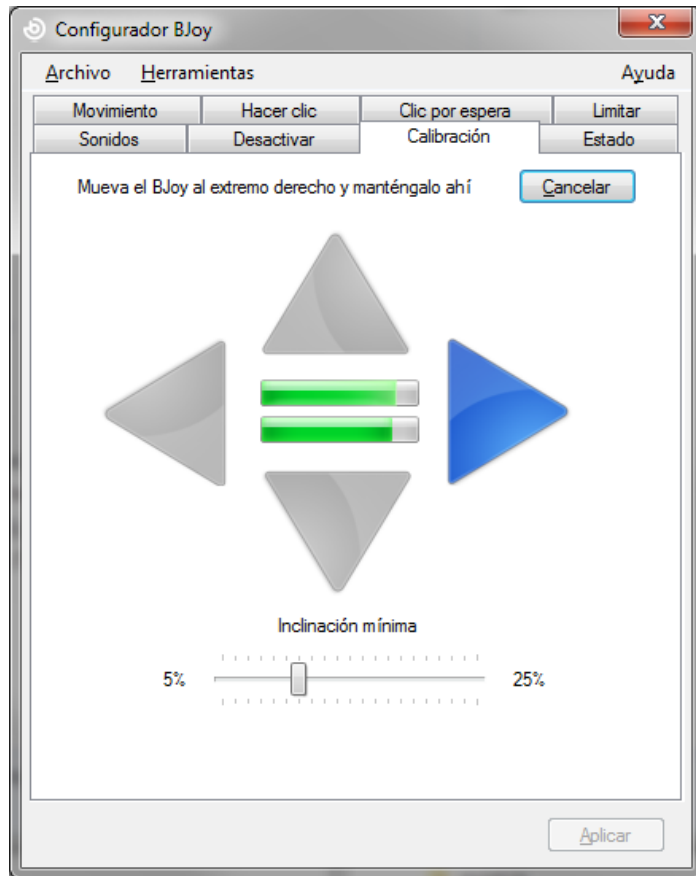 Configurador BJoy
Archivo Herramientas Ayuda
Movimiento Hacer clic Clic por espera Limitar
Sonidos Desactivar Calibración Estado
Mueva el BJoy al extremo derecho y manténgalo ahí Cancelar
Inclinación mínima
5% 25%
Aplicar